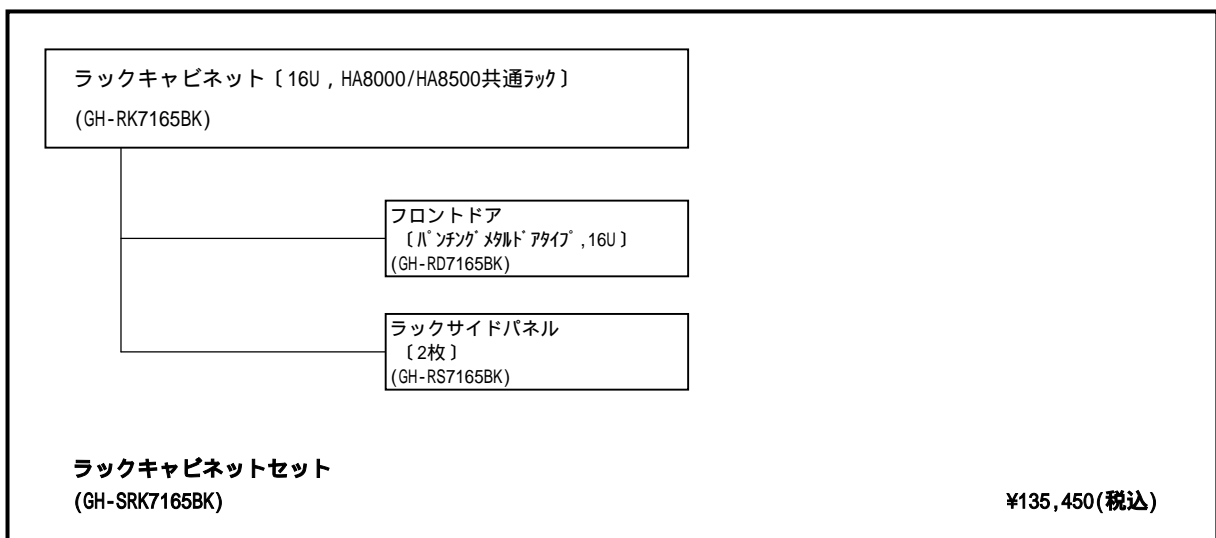 ラックキャビネット〔16U，HA8000/HA8500共通ﾗｯｸ〕
(GH-RK7165BK)
フロントドア
〔ﾊﾟﾝﾁﾝｸﾞﾒﾀﾙﾄﾞｱﾀｲﾌﾟ,16U〕
(GH-RD7165BK)
ラックサイドパネル
〔2枚〕
(GH-RS7165BK)
ラックキャビネットセット
(GH-SRK7165BK) ¥135,450(税込)